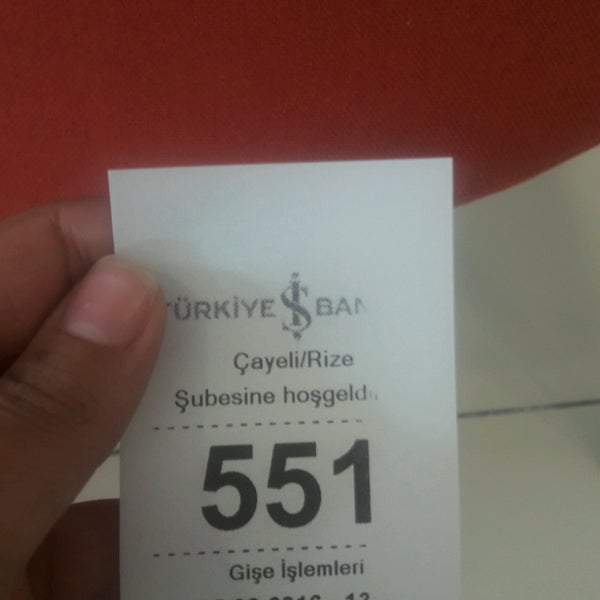 TÜRKİYE İŞ BAN
Çayeli/Rize
Şubesine hoşgeld
551
Gişe İşlemleri